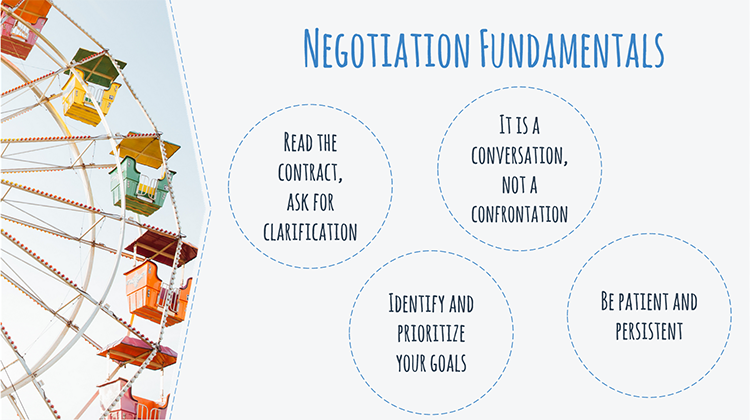 Negotiation Fundamentals
Read the
contract,
ask for
clarification
It is a
conversation,
not a
confrontation
Identify and
prioritize
your goals
Be patient and
persistent